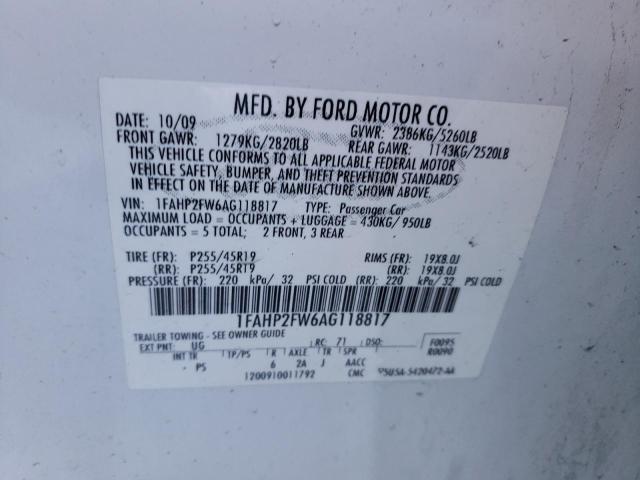 MFD. BY FORD MOTOR CO.
DATE: 10/09 GVWR: 2386KG/5260LB
FRONT GAWR: 1279KG/2820LB REAR GAWR: 1143KG/2520LB
THIS VEHICLE CONFORMS TO ALL APPLICABLE FEDERAL MOTOR
VEHICLE SAFETY, BUMPER, AND THEFT PREVENTION STANDARDS
IN EFFECT ON THE DATE OF MANUFACTURE SHOWN ABOVE.
VIN: 1FAHP2FW6AG118817 TYPE: Passenger Car
MAXIMUM LOAD = OCCUPANTS + LUGGAGE = 430KG/ 950LB
OCCUPANTS = 5 TOTAL; 2 FRONT, 3 REAR
TIRE (FR): P255/45R19 RIMS (FR): 19X8.0J
(RR): P255/45R19 (RR): 19X8.0J
PRESSURE (FR): 220 kPa/ 32 PSI COLD (RR): 220 kPa/ 32 PSI COLD
1FAHP2FW6AG118817
TRAILER TOWING - SEE OWNER GUIDE
EXT PNT: UG RC: 71 DSO: F0095
R0090
INT TR TP/PS R AXLE TR SPR
PS 6 2A J AACC
1200910011792 CMC 5U5A-5420472-AA